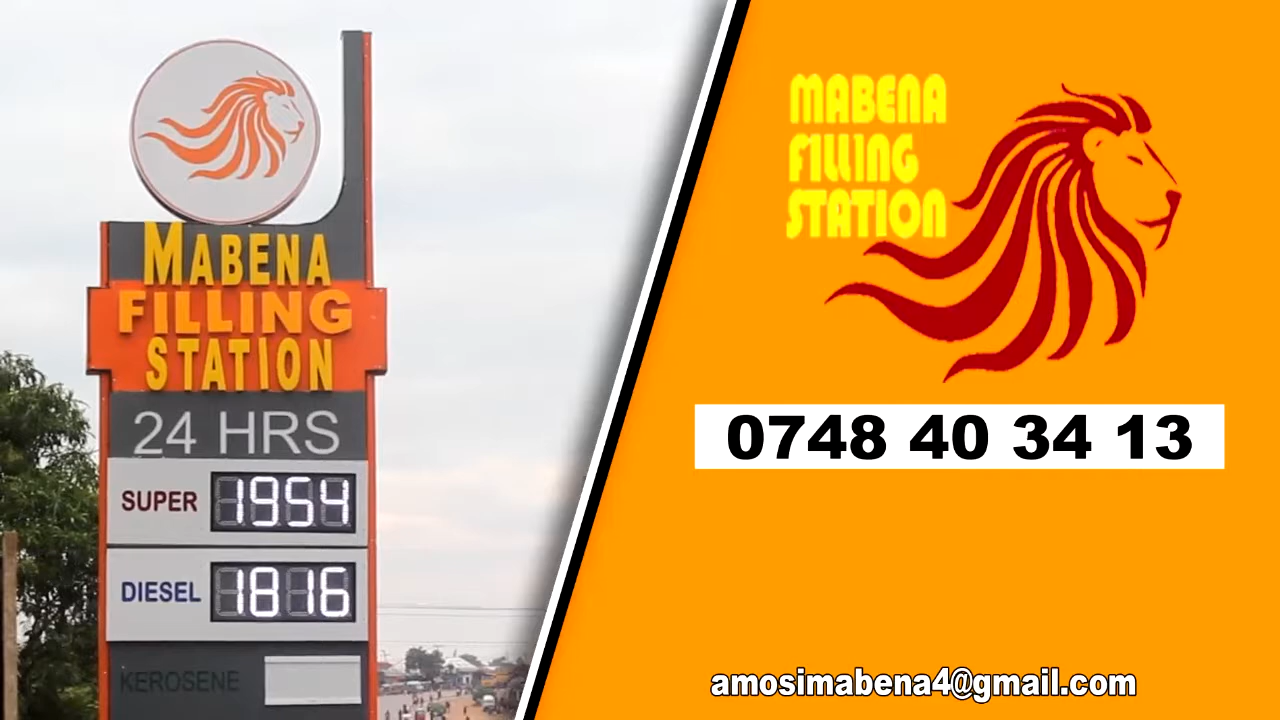 MABENA
FILLING
STATION
24 HRS
SUPER 1954
DIESEL 1816
KEROSENE
MABENA
FILLING
STATION
0748 40 34 13
amosimabena4@gmail.com